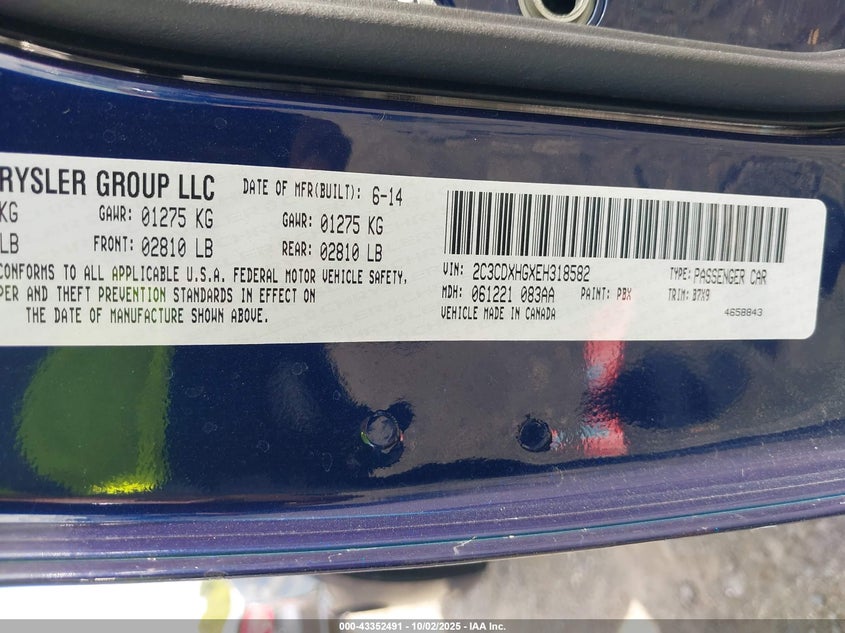 RYSLER GROUP LLC DATE OF MFR(BUILT): 6-14
KG GAWR: 01275 KG GAWR: 01275 KG
LB FRONT: 02810 LB REAR: 02810 LB
CONFORMS TO ALL APPLICABLE U.S.A. FEDERAL MOTOR VEHICLE SAFETY,
PER AND THEFT PREVENTION STANDARDS IN EFFECT ON
THE DATE OF MANUFACTURE SHOWN ABOVE.
VIN: 2C3CDXHGXEH318582 TYPE: PASSENGER CAR
MDH: 061221 083AA PAINT: PBX TRIM: B7X9
VEHICLE MADE IN CANADA 4658843
000-43352491 - 10/02/2025 - IAA Inc.